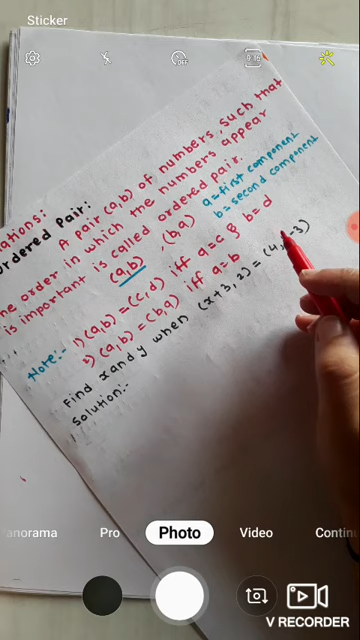 Sticker
ations:
ordered Pair:
A pair (a,b) of numbers, such that
the order in which the numbers appear
is important is called ordered pair.
(a,b) , (b,a)
a=first component
b=second component
Note:- 1) (a,b) = (c,d) iff a=c & b=d
2) (a,b) = (b,a) iff a=b
Find x and y when (x+3, 2) = (4, -3)
Solution:-
anorama Pro Photo Video Contin
V RECORDER